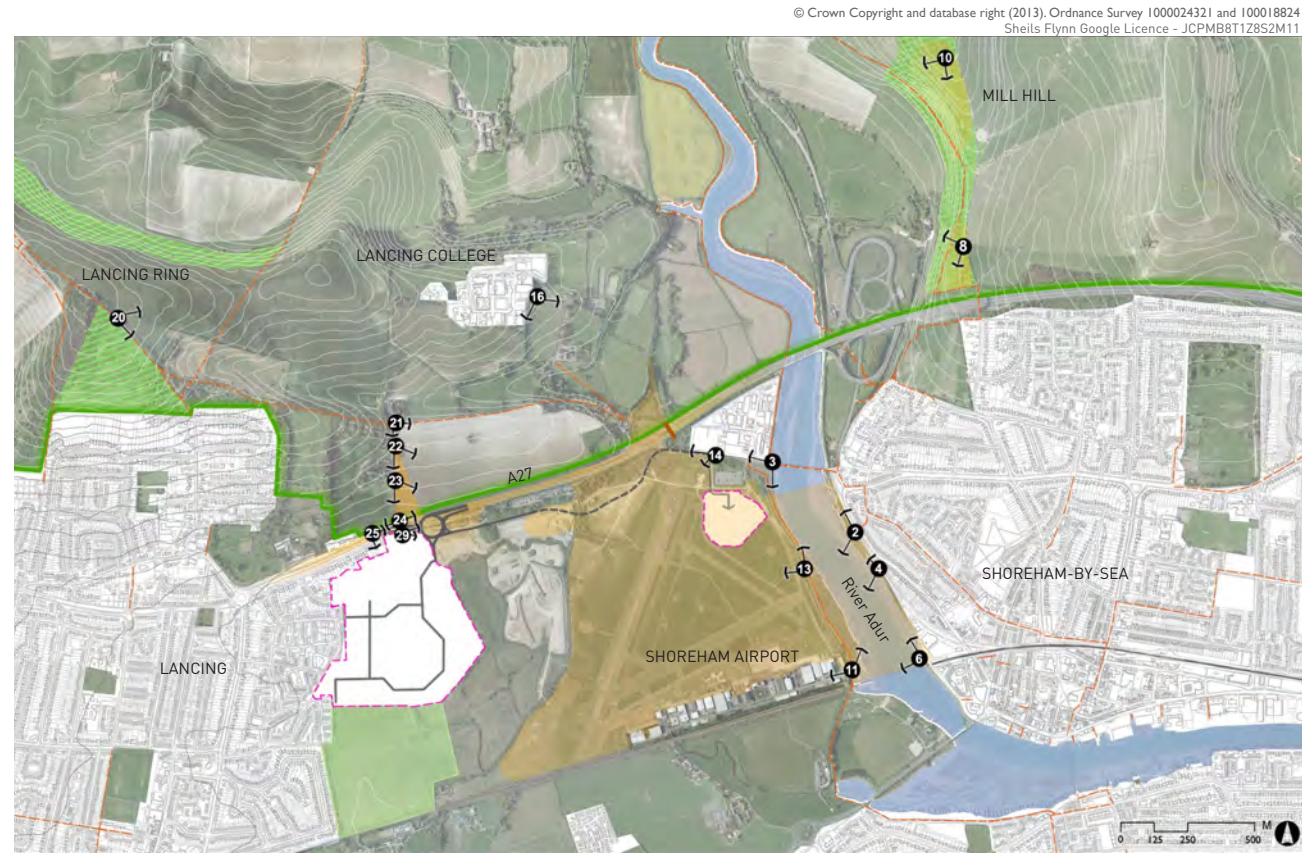 © Crown Copyright and database right (2013). Ordnance Survey 1000024321 and 100018824
Sheils Flynn Google Licence - JCPMB8T1Z8S2M11
10
MILL HILL
8
LANCING COLLEGE
LANCING RING
16
20
21
22
A27
14
3
23
24
25
29
2
13
4
SHOREHAM-BY-SEA
River Adur
SHOREHAM AIRPORT
6
LANCING
11
M
0 125 250 500